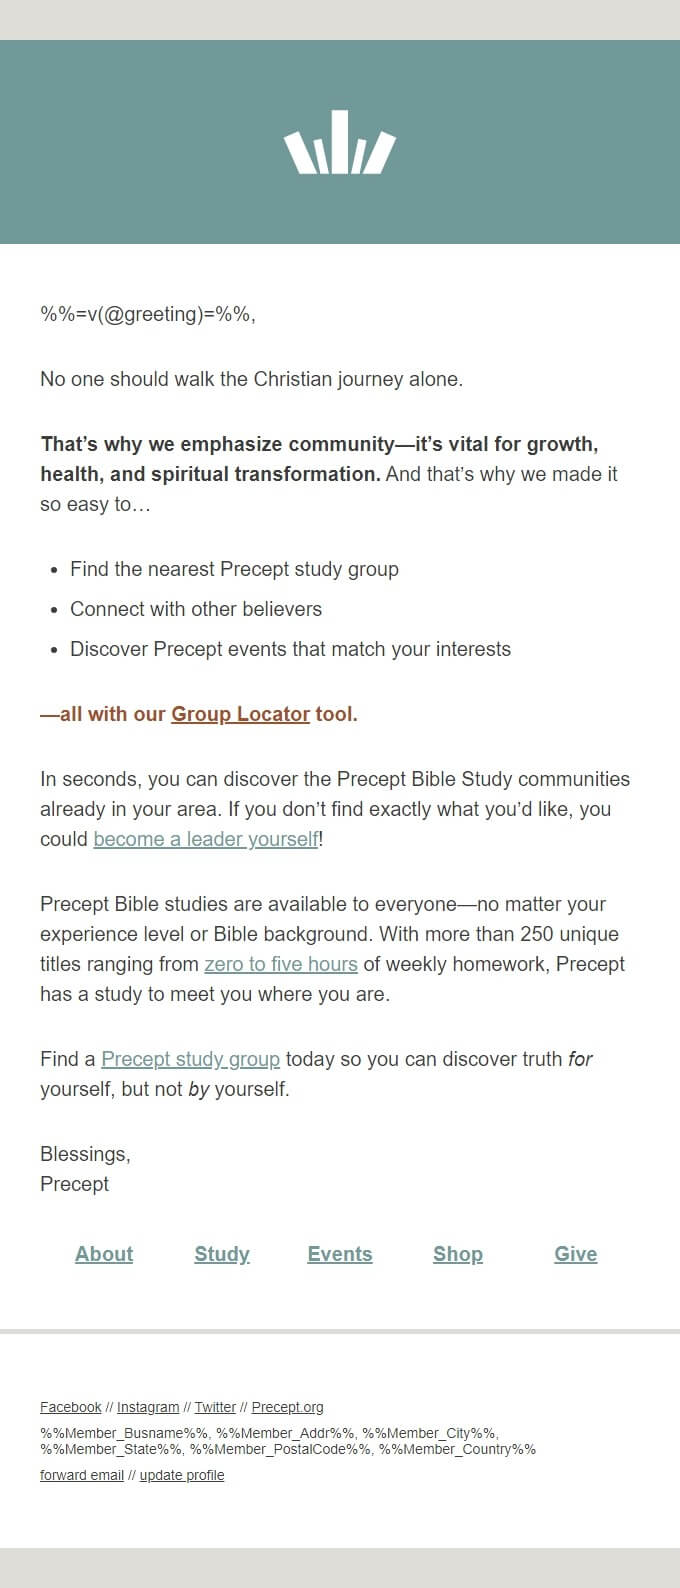 %%=v(@greeting)=%%,
No one should walk the Christian journey alone.
That’s why we emphasize community—it’s vital for growth,
health, and spiritual transformation. And that’s why we made it
so easy to…
• Find the nearest Precept study group
• Connect with other believers
• Discover Precept events that match your interests
—all with our Group Locator tool.
In seconds, you can discover the Precept Bible Study communities
already in your area. If you don’t find exactly what you’d like, you
could become a leader yourself!
Precept Bible studies are available to everyone—no matter your
experience level or Bible background. With more than 250 unique
titles ranging from zero to five hours of weekly homework, Precept
has a study to meet you where you are.
Find a Precept study group today so you can discover truth for
yourself, but not by yourself.
Blessings,
Precept
About Study Events Shop Give
Facebook // Instagram // Twitter // Precept.org
%%Member_Busname%%, %%Member_Addr%%, %%Member_City%%,
%%Member_State%%, %%Member_PostalCode%%, %%Member_Country%%
forward email // update profile